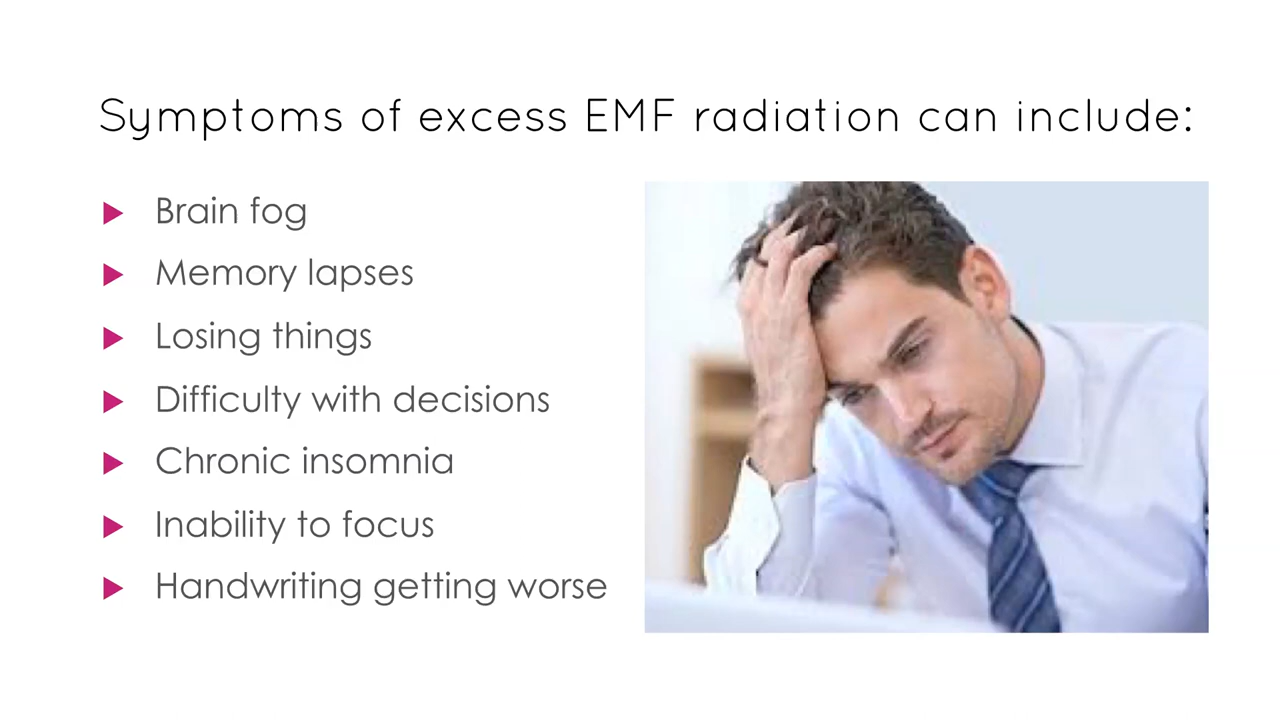 Symptoms of excess EMF radiation can include:
Brain fog
Memory lapses
Losing things
Difficulty with decisions
Chronic insomnia
Inability to focus
Handwriting getting worse